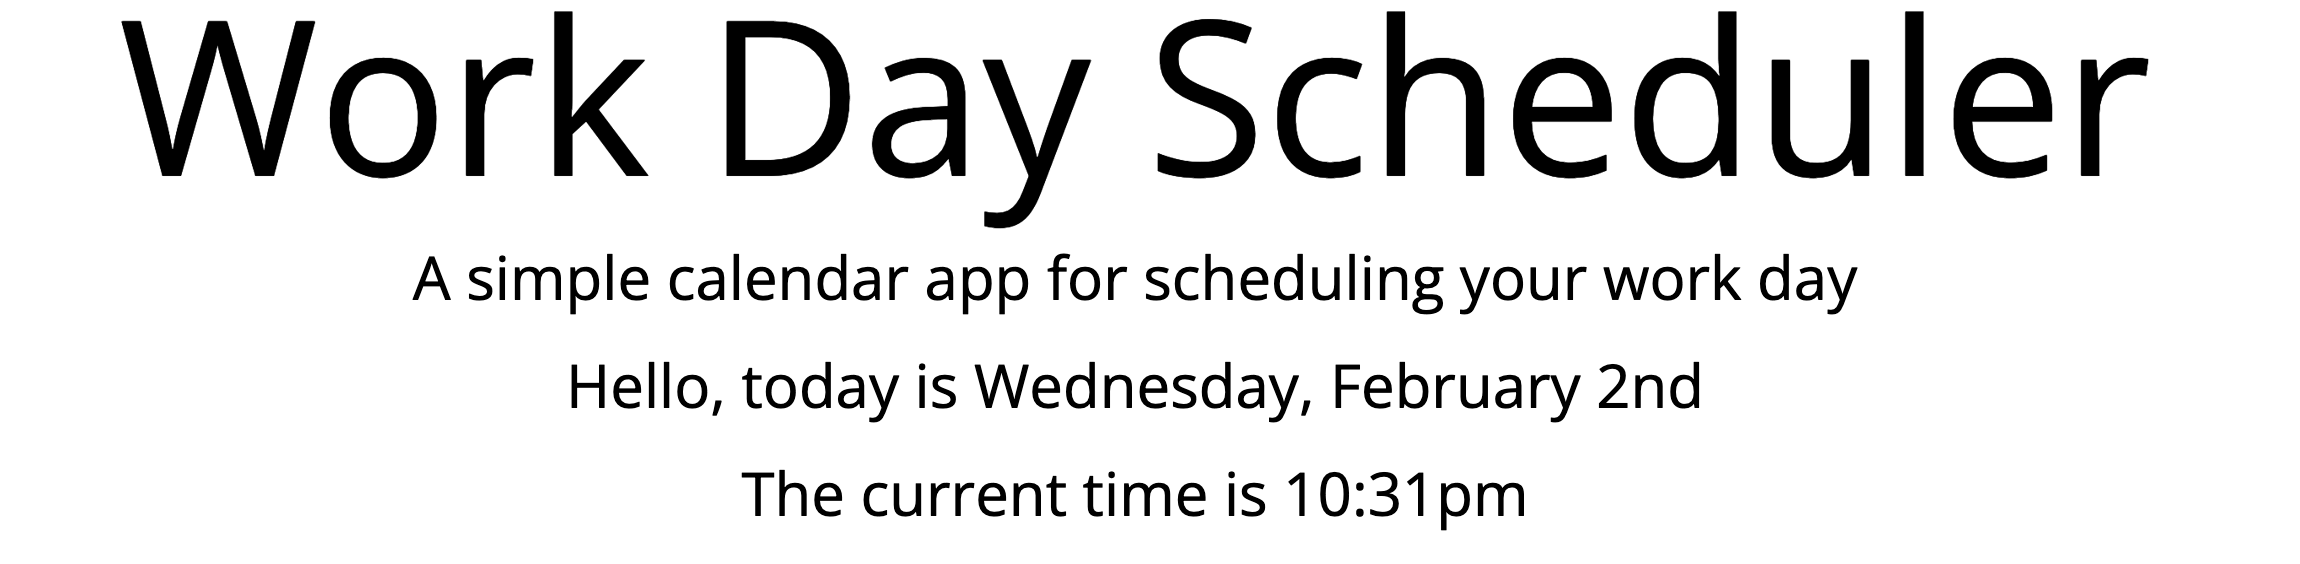 Work Day Scheduler
A simple calendar app for scheduling your work day
Hello, today is Wednesday, February 2nd
The current time is 10:31pm